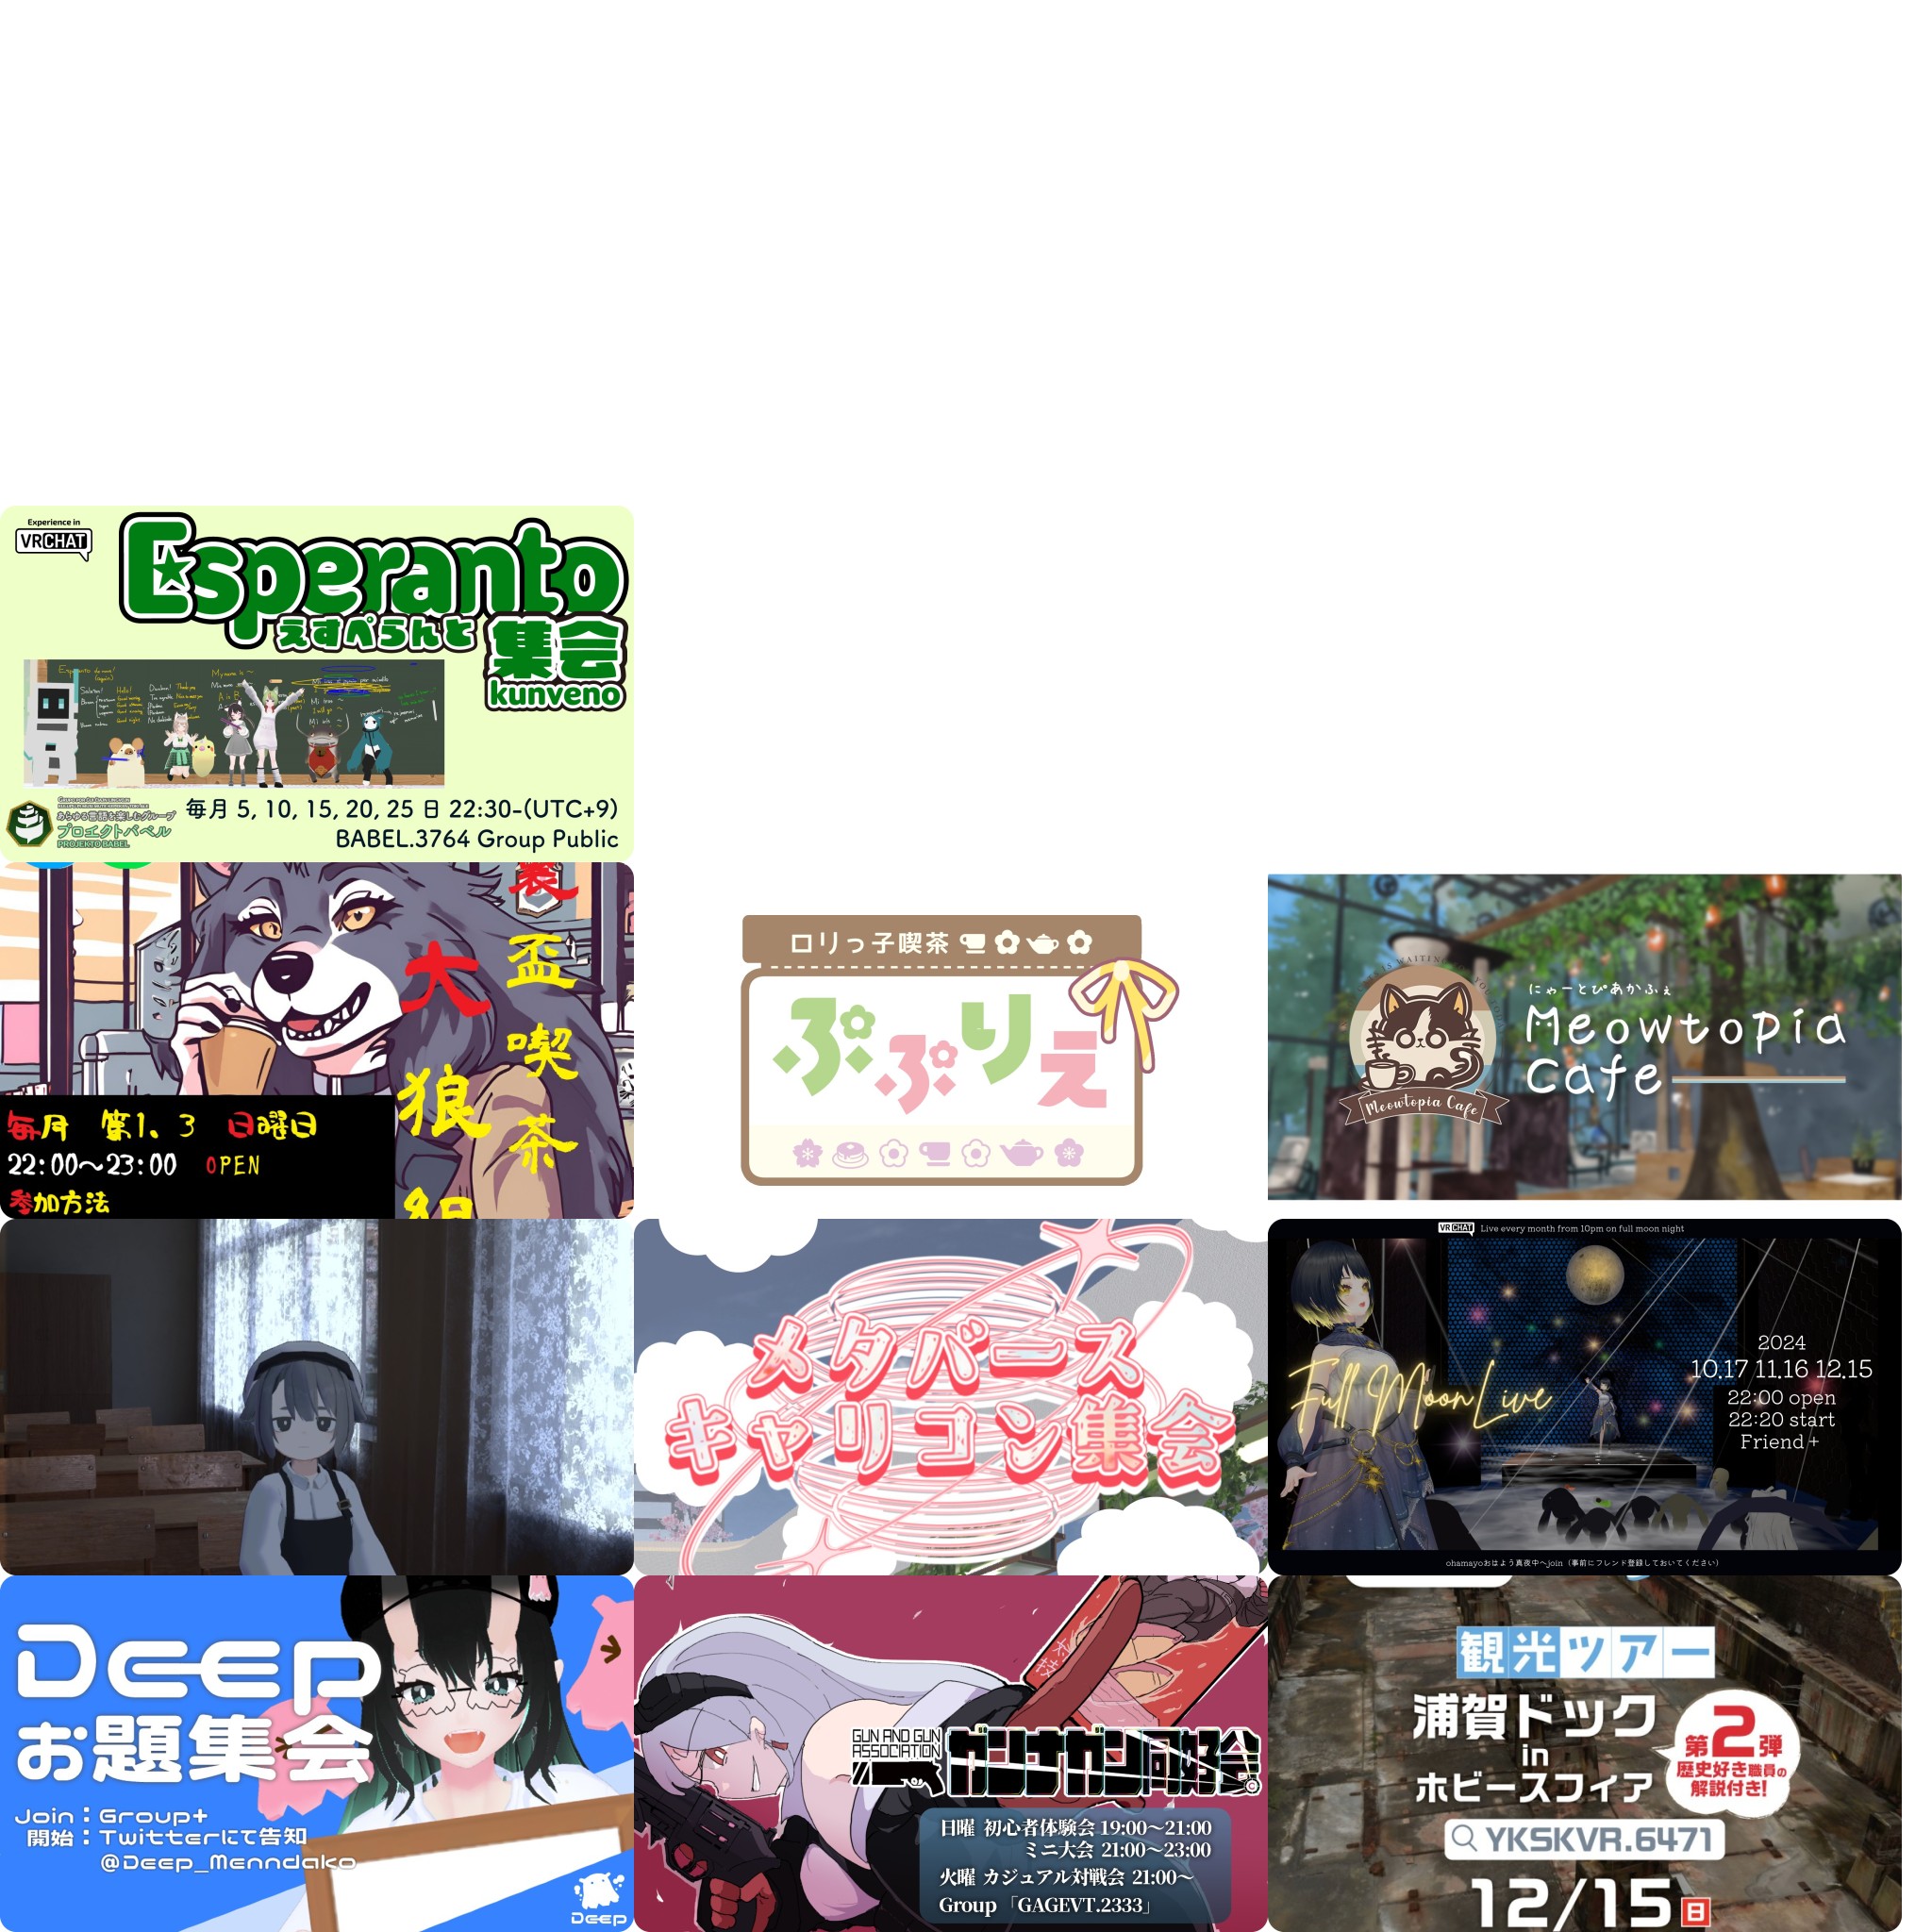 Experience in
VRCHAT
Esperanto
えすぺらんと
集会
kunveno
あらゆる言語を楽しむグループ
プロエクトバベル
PROJEKTO BABEL
毎月 5, 10, 15, 20, 25 日 22:30-(UTC+9)
BABEL.3764 Group Public
裏
盃
喫
茶
大
狼
組
毎月 第1、3 日曜日
22:00〜23:00 OPEN
参加方法
ロリっ子喫茶
ぷぷりえ
にゃーとぴあかふぇ
Meowtopia
Cafe
Meowtopia Cafe
メタバース
キャリコン集会
VRCHAT Live every month from 10pm on full moon night
Full Moon Live
2024
10.17 11.16 12.15
22:00 open
22:20 start
Friend +
ohamayoおはよう真夜中へjoin（事前にフレンド登録しておいてください）
Deep
お題集会
Join：Group+
開始：Twitterにて告知
@Deep_Menndako
Deep
GUN AND GUN
ASSOCIATION
ガンナガン同好会
日曜 初心者体験会 19:00〜21:00
ミニ大会 21:00〜23:00
火曜 カジュアル対戦会 21:00〜
Group「GAGEVT.2333」
観光ツアー
浦賀ドック
in
ホビースフィア
第2弾
歴史好き職員の
解説付き!
YKSKVR.6471
12/15日